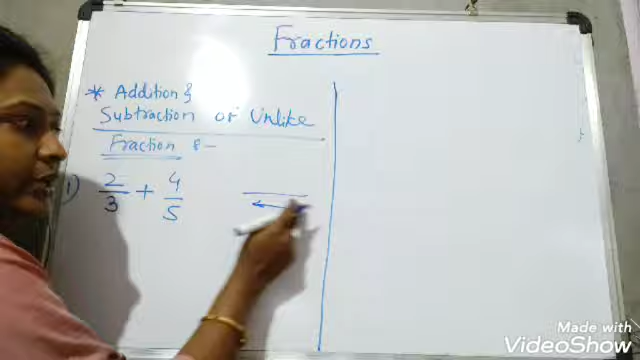 Fractions
* Addition &
Subtraction of Unlike
Fraction :-
1) 2/3 + 4/5
Made with
VideoShow